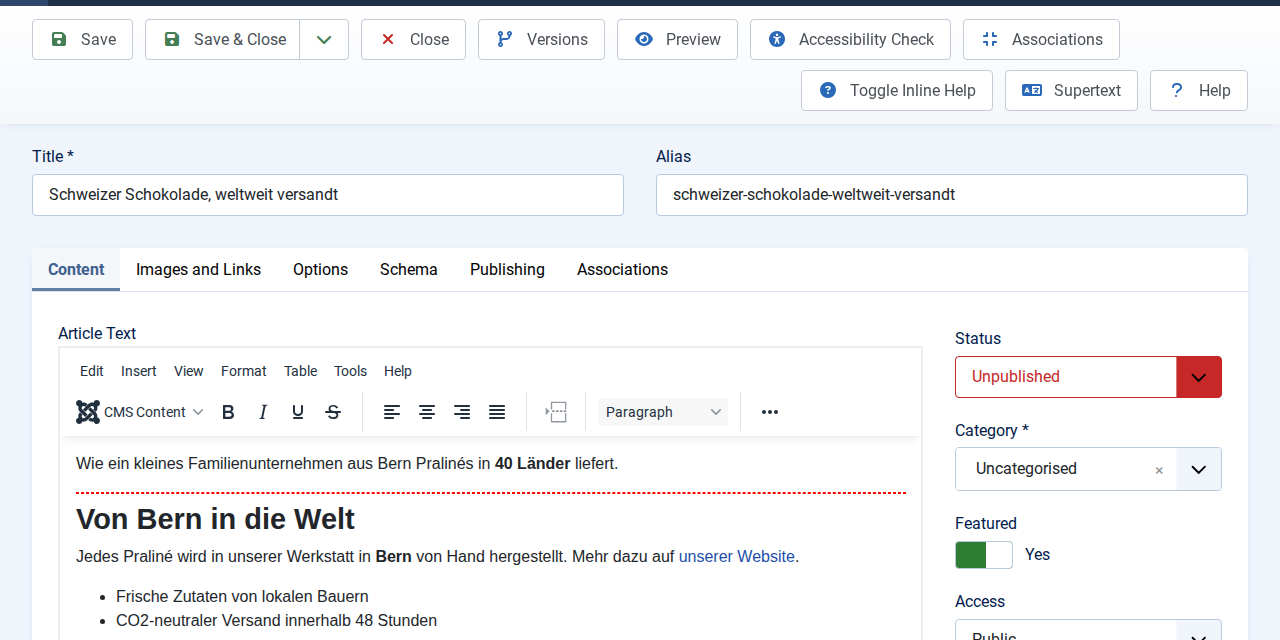 Save
Save & Close
Close
Versions
Preview
Accessibility Check
Associations
Toggle Inline Help
Supertext
Help
Title *
Alias
Schweizer Schokolade, weltweit versandt
schweizer-schokolade-weltweit-versandt
Content
Images and Links
Options
Schema
Publishing
Associations
Article Text
Edit
Insert
View
Format
Table
Tools
Help
CMS Content
Paragraph
Wie ein kleines Familienunternehmen aus Bern Pralinés in 40 Länder liefert.
Von Bern in die Welt
Jedes Praliné wird in unserer Werkstatt in Bern von Hand hergestellt. Mehr dazu auf unserer Website.
Frische Zutaten von lokalen Bauern
CO2-neutraler Versand innerhalb 48 Stunden
Status
Unpublished
Category *
Uncategorised
Featured
Yes
Access
Public